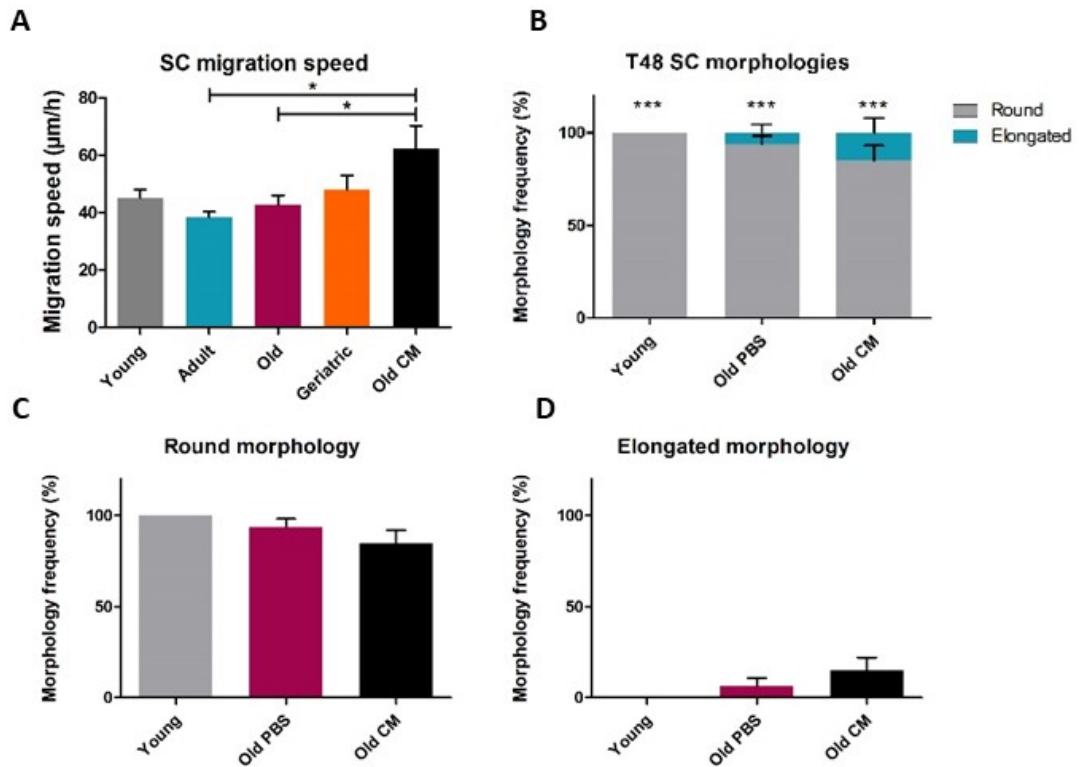 A
SC migration speed
*
*
Migration speed (µm/h)
80
60
40
20
0
Young
Adult
Old
Geriatric
Old CM
B
T48 SC morphologies
*** *** ***
Round
Elongated
Morphology frequency (%)
100
50
0
Young
Old PBS
Old CM
C
Round morphology
Morphology frequency (%)
100
50
0
Young
Old PBS
Old CM
D
Elongated morphology
Morphology frequency (%)
100
50
0
Young
Old PBS
Old CM